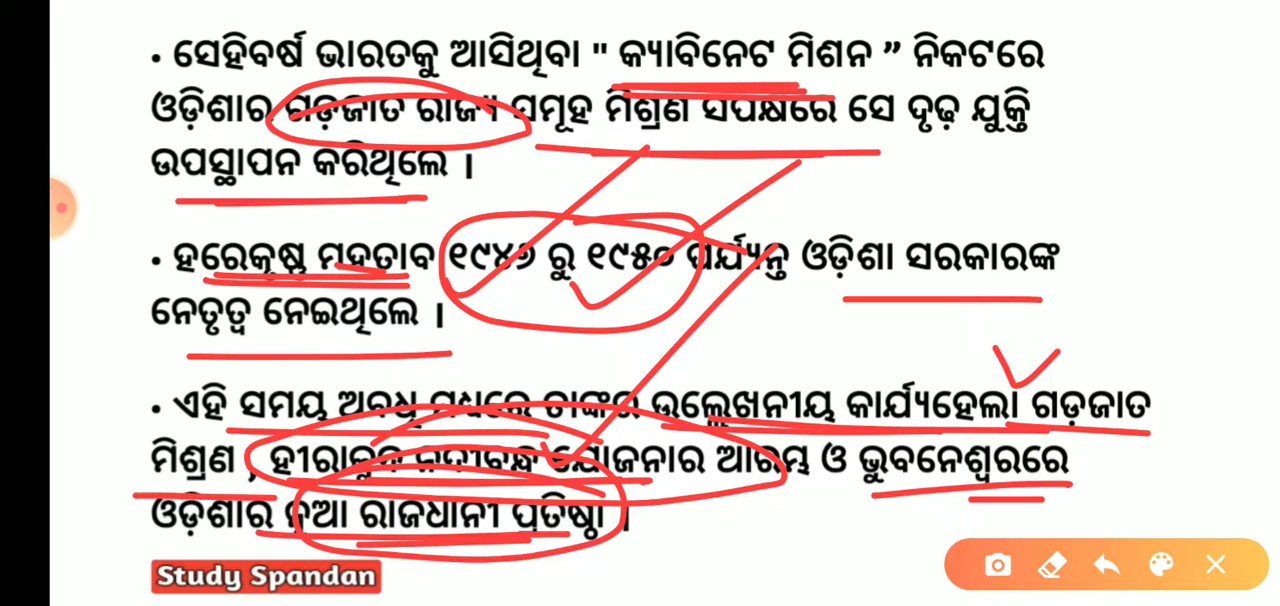 • ସେହିବର୍ଷ ଭାରତକୁ ଆସିଥିବା " କ୍ୟାବିନେଟ ମିଶନ ” ନିକଟରେ
ଓଡ଼ିଶାର ଗଡ଼ଜାତ ରାଜ୍ୟ ସମୂହ ମିଶ୍ରଣ ସପକ୍ଷରେ ସେ ଦୃଢ଼ ଯୁକ୍ତି
ଉପସ୍ଥାପନ କରିଥିଲେ ।
• ହରେକୃଷ୍ଣ ମହତାବ ୧୯୪୬ ରୁ ୧୯୫୦ ପର୍ଯ୍ୟନ୍ତ ଓଡ଼ିଶା ସରକାରଙ୍କ
ନେତୃତ୍ୱ ନେଇଥିଲେ ।
• ଏହି ସମୟ ଅବଧି ମଧ୍ୟରେ ତାଙ୍କର ଉଲ୍ଲେଖନୀୟ କାର୍ଯ୍ୟହେଲା ଗଡ଼ଜାତ
ମିଶ୍ରଣ , ହୀରାକୁଦ ନଦୀବନ୍ଧ ଯୋଜନାର ଆରମ୍ଭ ଓ ଭୁବନେଶ୍ୱରରେ
ଓଡ଼ିଶାର ନୂଆ ରାଜଧାନୀ ପ୍ରତିଷ୍ଠା ।
Study Spandan